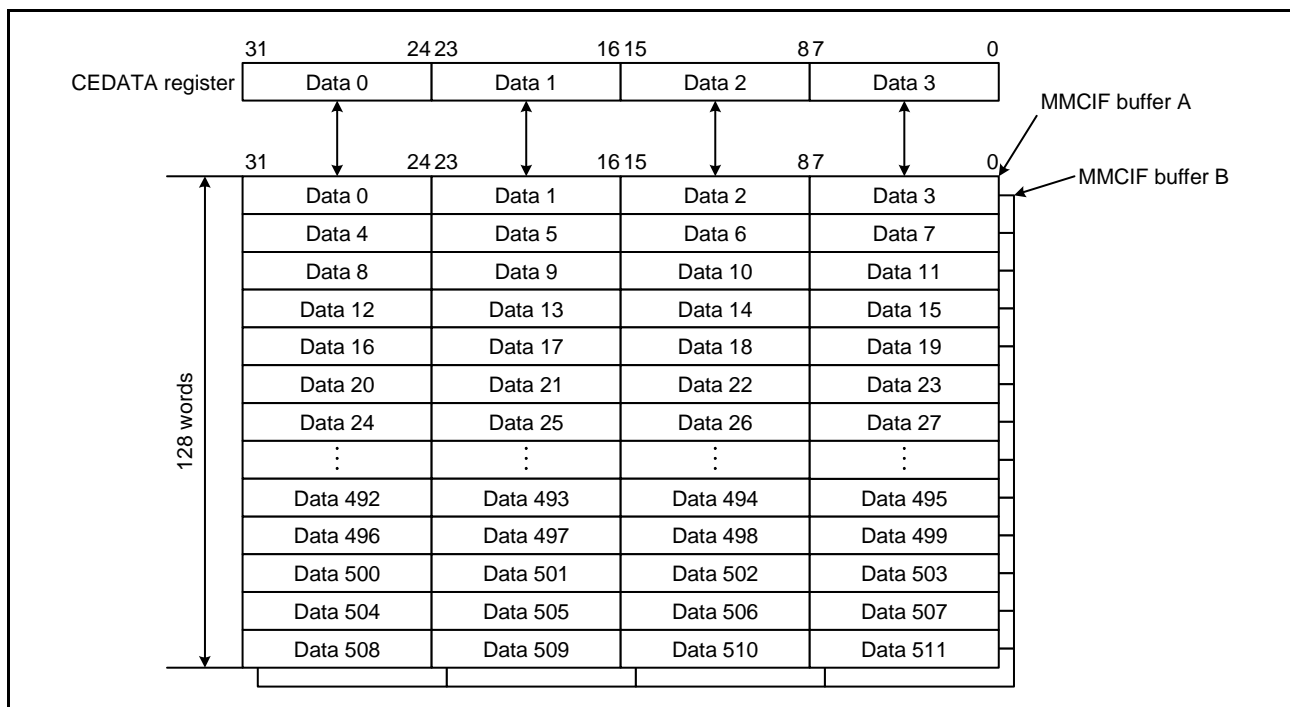 31 24 23 16 15 8 7 0
CEDATA register Data 0 Data 1 Data 2 Data 3
MMCIF buffer A
31 24 23 16 15 8 7 0
MMCIF buffer B
Data 0 Data 1 Data 2 Data 3
Data 4 Data 5 Data 6 Data 7
Data 8 Data 9 Data 10 Data 11
Data 12 Data 13 Data 14 Data 15
Data 16 Data 17 Data 18 Data 19
Data 20 Data 21 Data 22 Data 23
Data 24 Data 25 Data 26 Data 27
128 words
⋮ ⋮ ⋮ ⋮
Data 492 Data 493 Data 494 Data 495
Data 496 Data 497 Data 498 Data 499
Data 500 Data 501 Data 502 Data 503
Data 504 Data 505 Data 506 Data 507
Data 508 Data 509 Data 510 Data 511